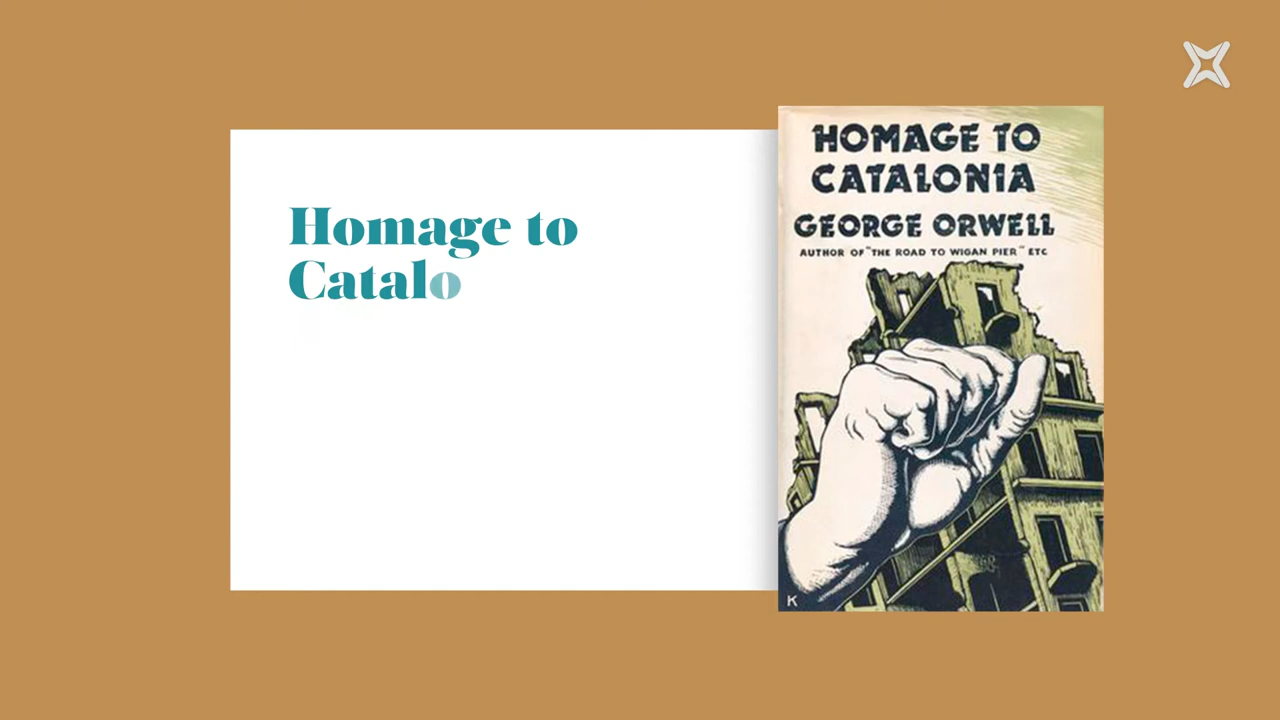 Homage to
Catalo
HOMAGE TO
CATALONIA
GEORGE ORWELL
AUTHOR OF "THE ROAD TO WIGAN PIER" ETC
K